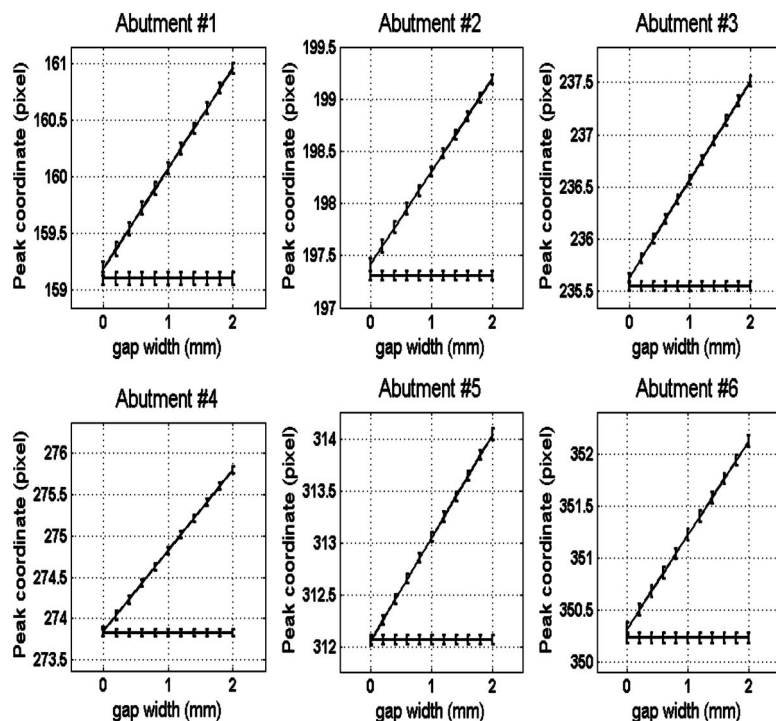 Abutment #1
Peak coordinate (pixel)
161
160.5
160
159.5
159
0 1 2
gap width (mm)
Abutment #2
Peak coordinate (pixel)
199.5
199
198.5
198
197.5
197
0 1 2
gap width (mm)
Abutment #3
Peak coordinate (pixel)
237.5
237
236.5
236
235.5
0 1 2
gap width (mm)
Abutment #4
Peak coordinate (pixel)
276
275.5
275
274.5
274
273.5
0 1 2
gap width (mm)
Abutment #5
Peak coordinate (pixel)
314
313.5
313
312.5
312
0 1 2
gap width (mm)
Abutment #6
Peak coordinate (pixel)
352
351.5
351
350.5
350
0 1 2
gap width (mm)